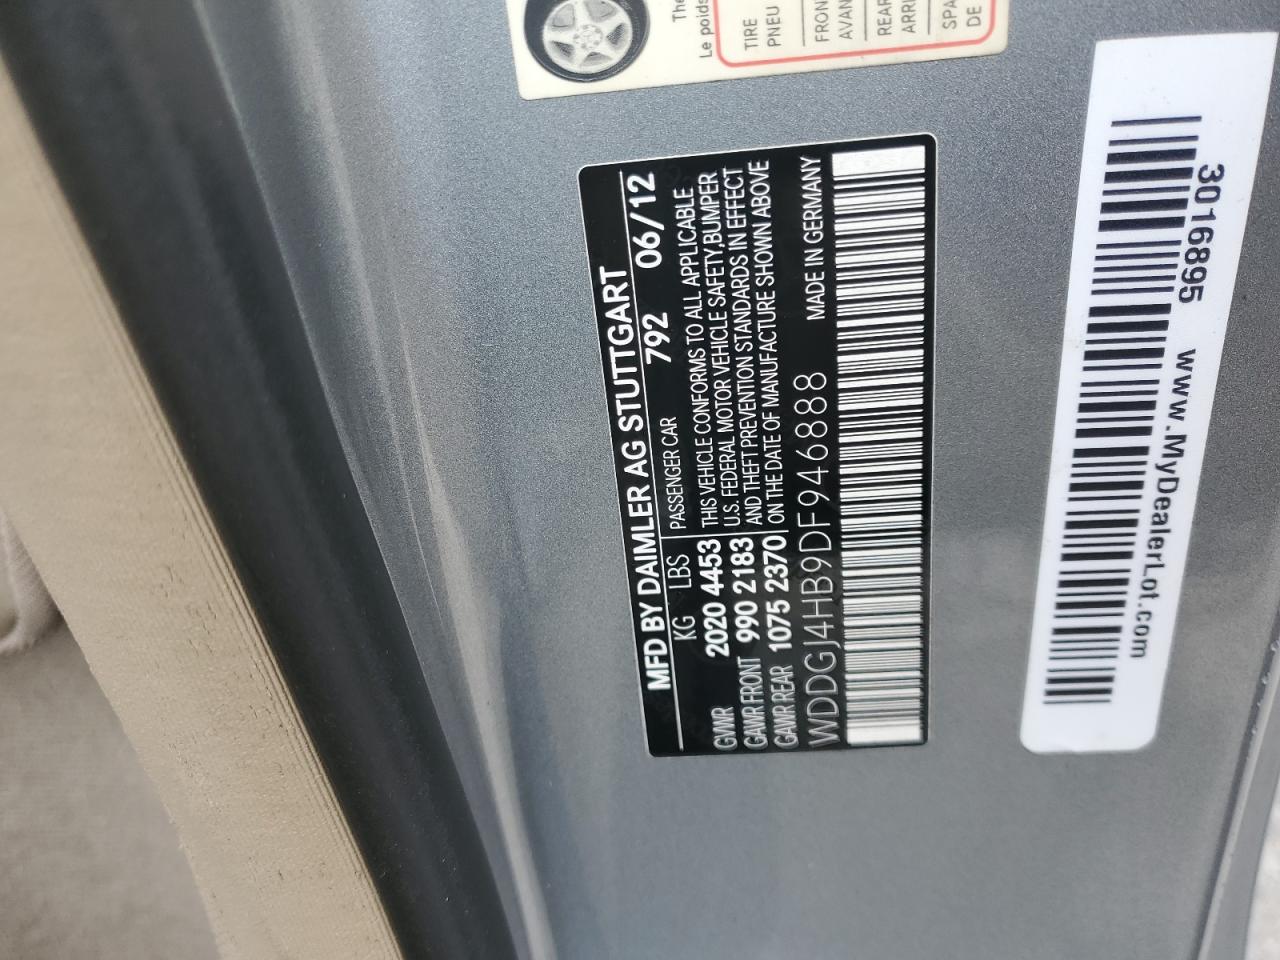 The
Le poids
TIRE
PNEU
FRON
AVAN
REAR
ARRI
SPA
DE
MFD BY DAIMLER AG STUTTGART
792 06/12
KG LBS PASSENGER CAR
GVWR 2020 4453 THIS VEHICLE CONFORMS TO ALL APPLICABLE
GAWR FRONT 990 2183 U.S. FEDERAL MOTOR VEHICLE SAFETY,BUMPER
GAWR REAR 1075 2370 AND THEFT PREVENTION STANDARDS IN EFFECT
ON THE DATE OF MANUFACTURE SHOWN ABOVE
WDDGJ4HB9DF946888 MADE IN GERMANY
3016895 www.MyDealerLot.com